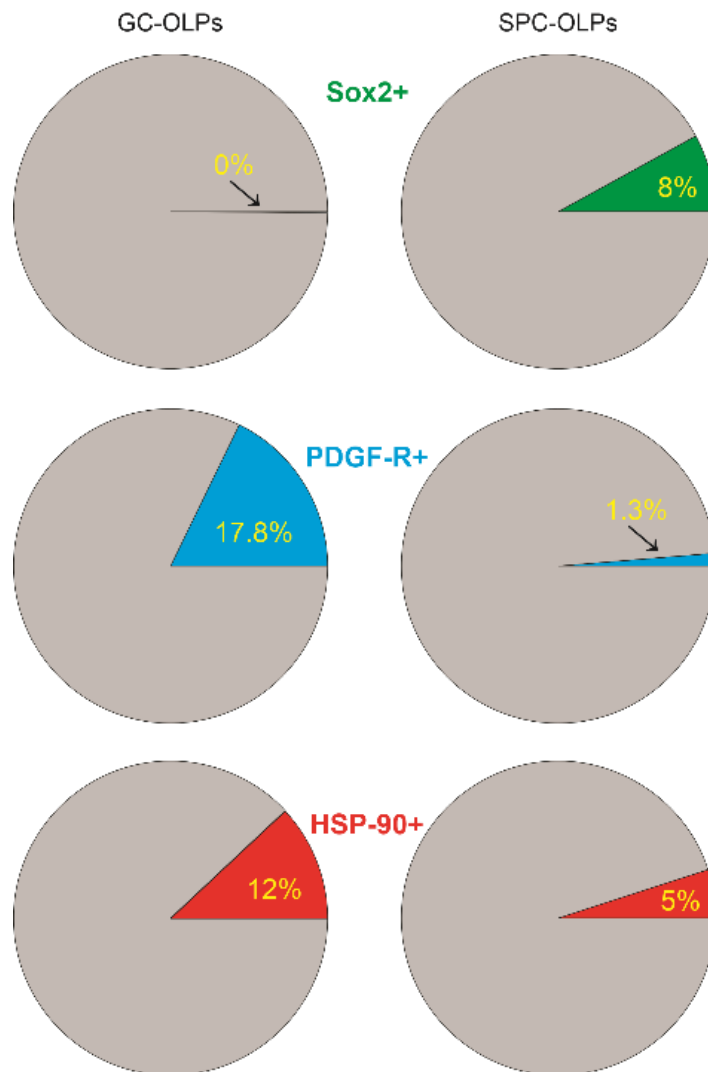 GC-OLPs
SPC-OLPs
Sox2+
0%
8%
PDGF-R+
17.8%
1.3%
HSP-90+
12%
5%